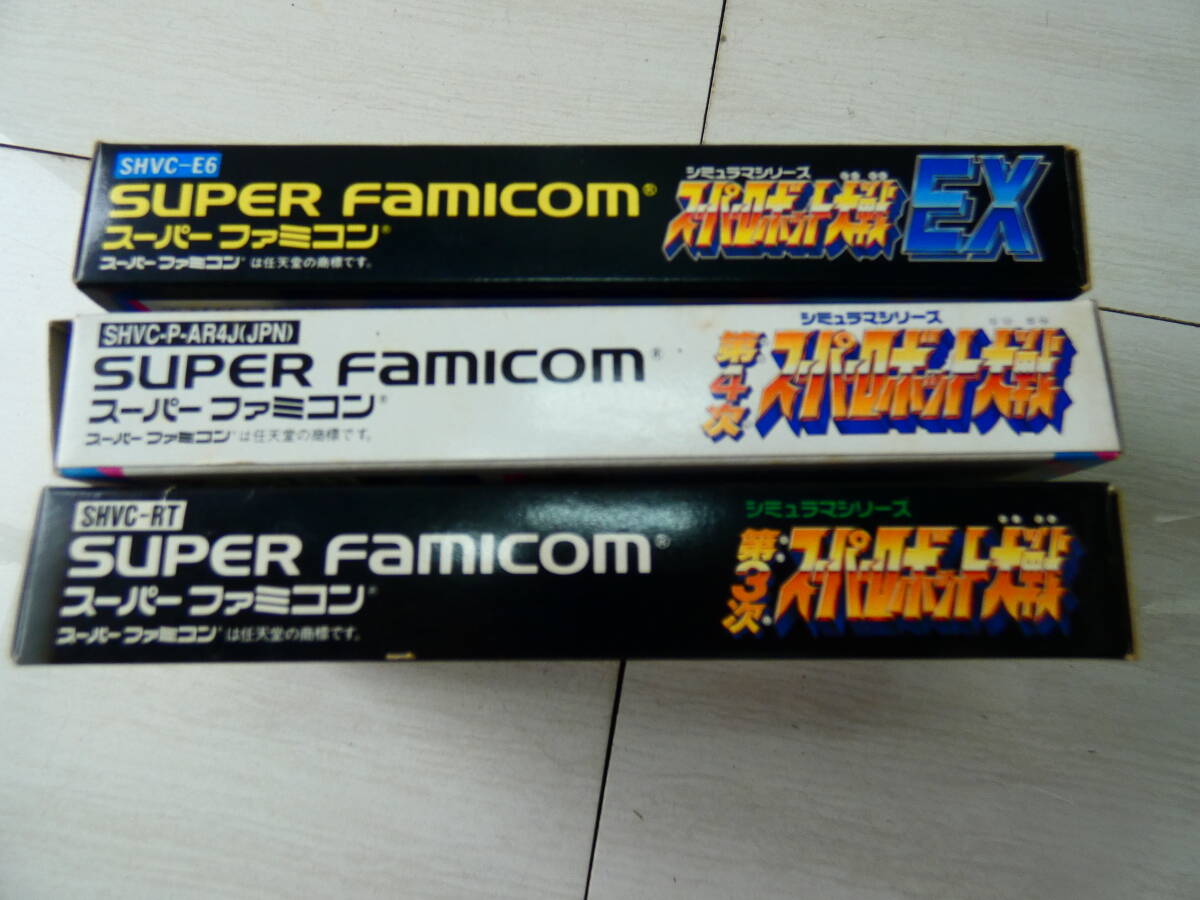 SHVC-E6
SUPER FAMICOM®
スーパーファミコン®
スーパーファミコン®は任天堂の商標です。
シミュラマシリーズ
スーパーロボット大戦EX
SHVC-P-AR4J(JPN)
SUPER FAMICOM®
スーパーファミコン®
スーパーファミコン®は任天堂の商標です。
シミュラマシリーズ
第4次スーパーロボット大戦
SHVC-RT
SUPER FAMICOM®
スーパーファミコン®
スーパーファミコン®は任天堂の商標です。
シミュラマシリーズ
第3次スーパーロボット大戦